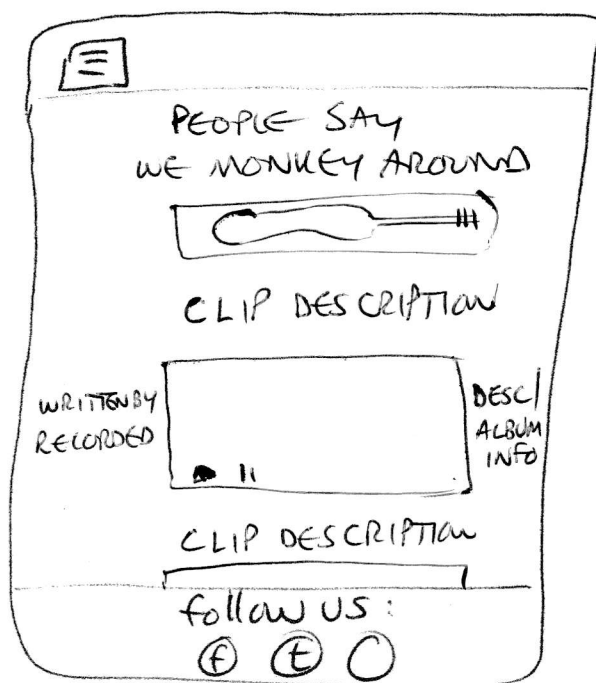 PEOPLE SAY
WE MONKEY AROUND
CLIP DESCRIPTION
WRITTEN BY
RECORDED
DESC/
ALBUM
INFO
CLIP DESCRIPTION
follow us:
f t